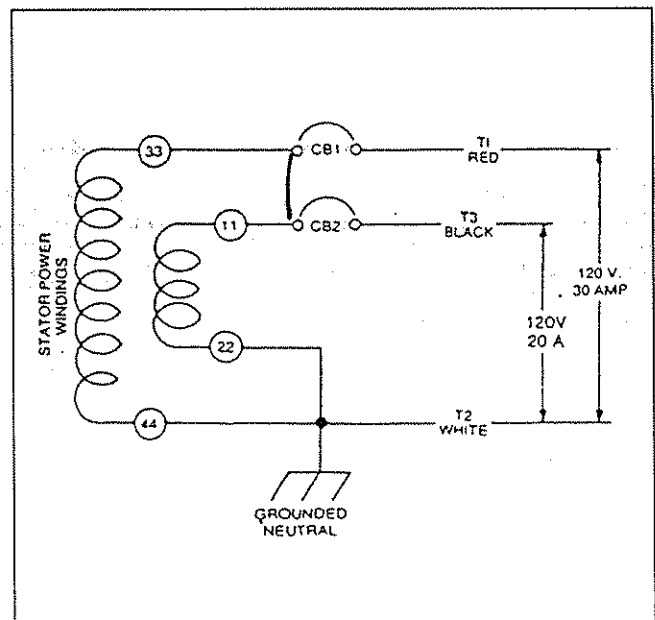 33
CB1
T1
RED
11
CB2
T3
BLACK
STATOR POWER
WINDINGS
120 V.
30 AMP
120V
20 A
22
44
T2
WHITE
GROUNDED
NEUTRAL